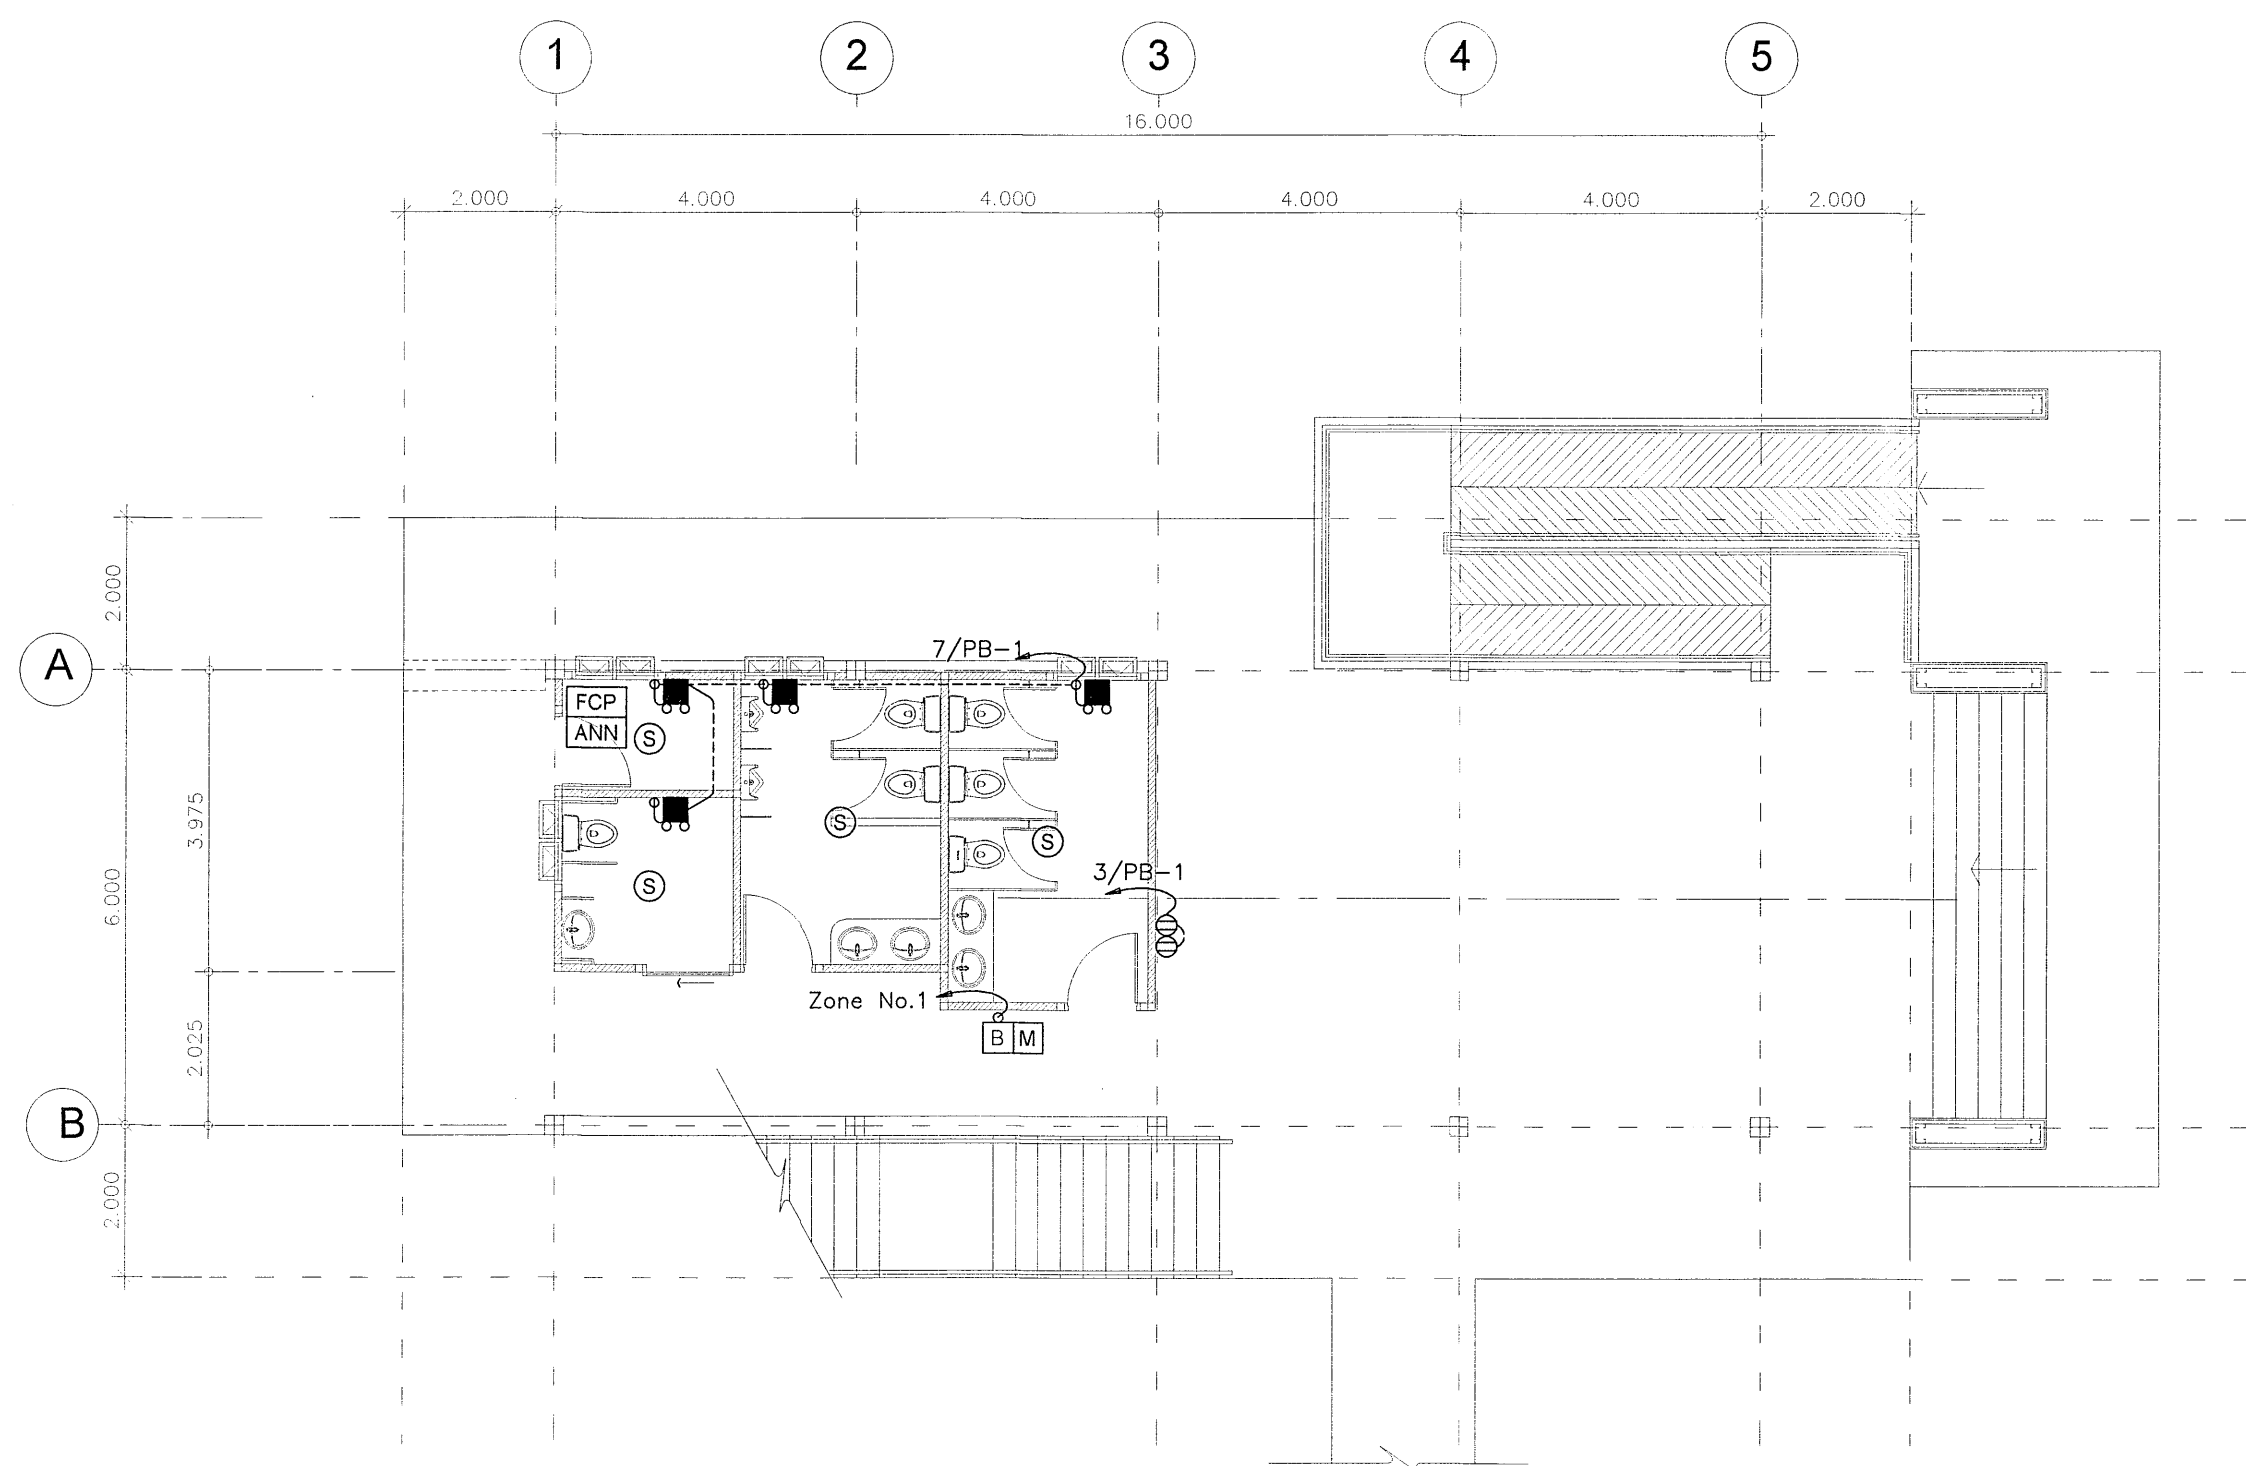 1 2 3 4 5
16.000
2.000 4.000 4.000 4.000 4.000 2.000
2.000
A
7/PB-1
FCP
ANN
S
S
S
S
3.975
6.000
3/PB-1
Zone No.1
B M
2.025
B
2.000